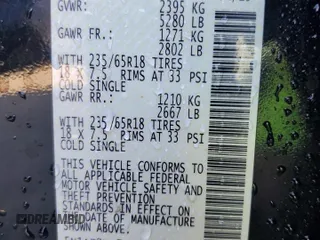 GVWR: 2395 KG
5280 LB
GAWR FR.: 1271 KG
2802 LB
WITH 235/65R18 TIRES
18 X 7.5 RIMS AT 33 PSI
COLD SINGLE
GAWR RR.: 1210 KG
2667 LB
WITH 235/65R18 TIRES
18 X 7.5 RIMS AT 33 PSI
COLD SINGLE
THIS VEHICLE CONFORMS TO
ALL APPLICABLE FEDERAL
MOTOR VEHICLE SAFETY
AND THEFT PREVENTION
STANDARDS IN EFFECT ON
THE DATE OF MANUFACTURE
SHOWN ABOVE
DREAMBID